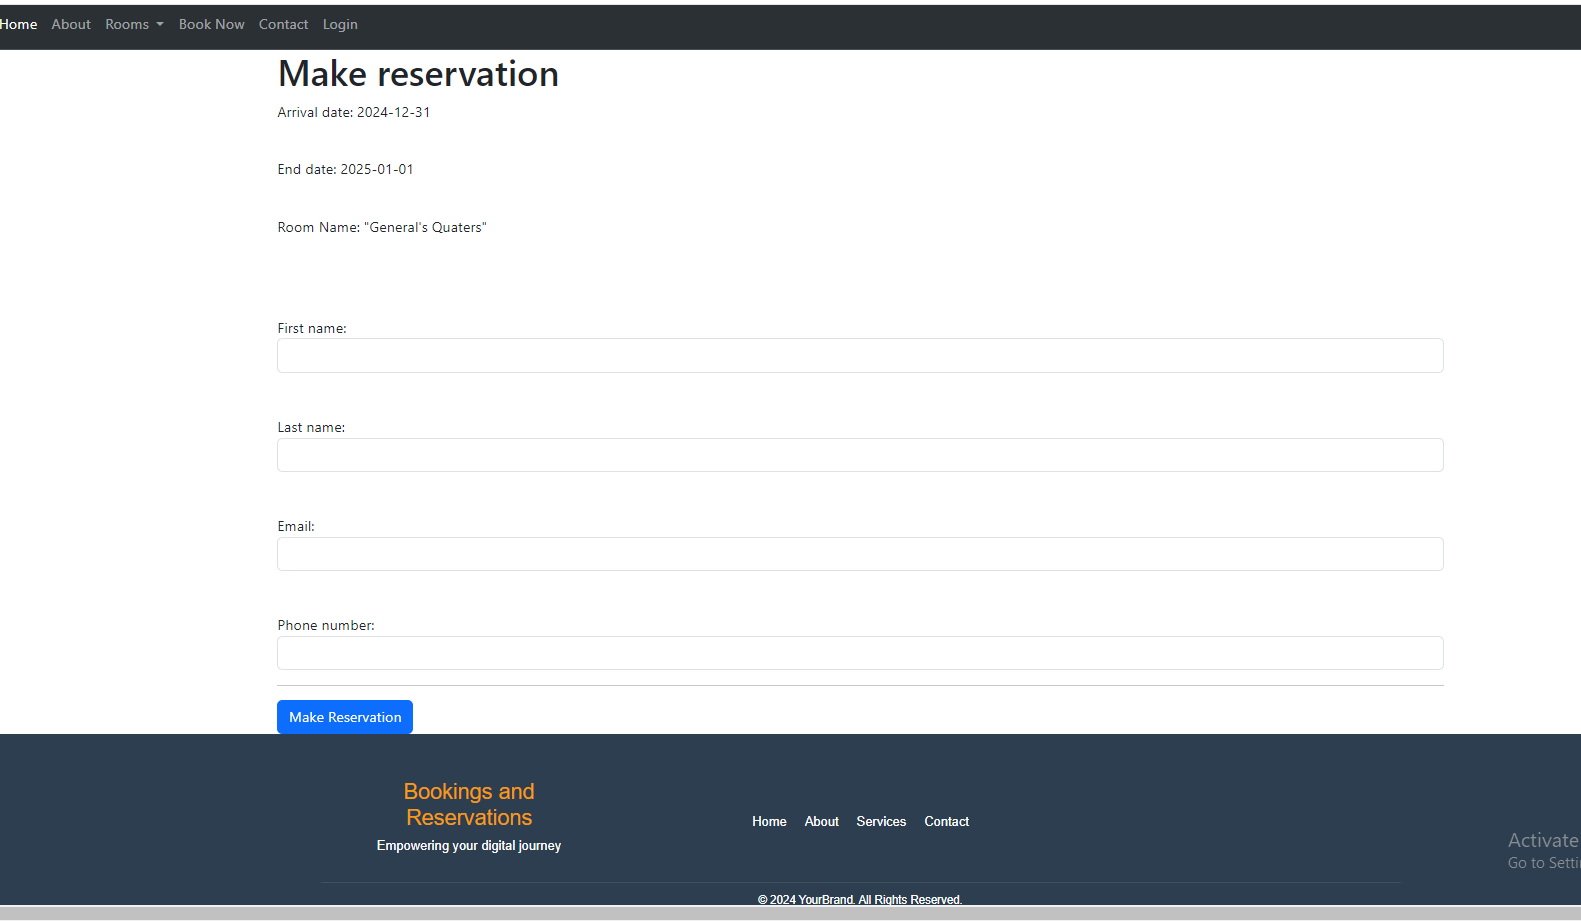 Home About Rooms Book Now Contact Login
Make reservation
Arrival date: 2024-12-31
End date: 2025-01-01
Room Name: "General's Quaters"
First name:
Last name:
Email:
Phone number:
Make Reservation
Bookings and
Reservations
Empowering your digital journey
Home About Services Contact
Activate
Go to Setti
© 2024 YourBrand. All Rights Reserved.